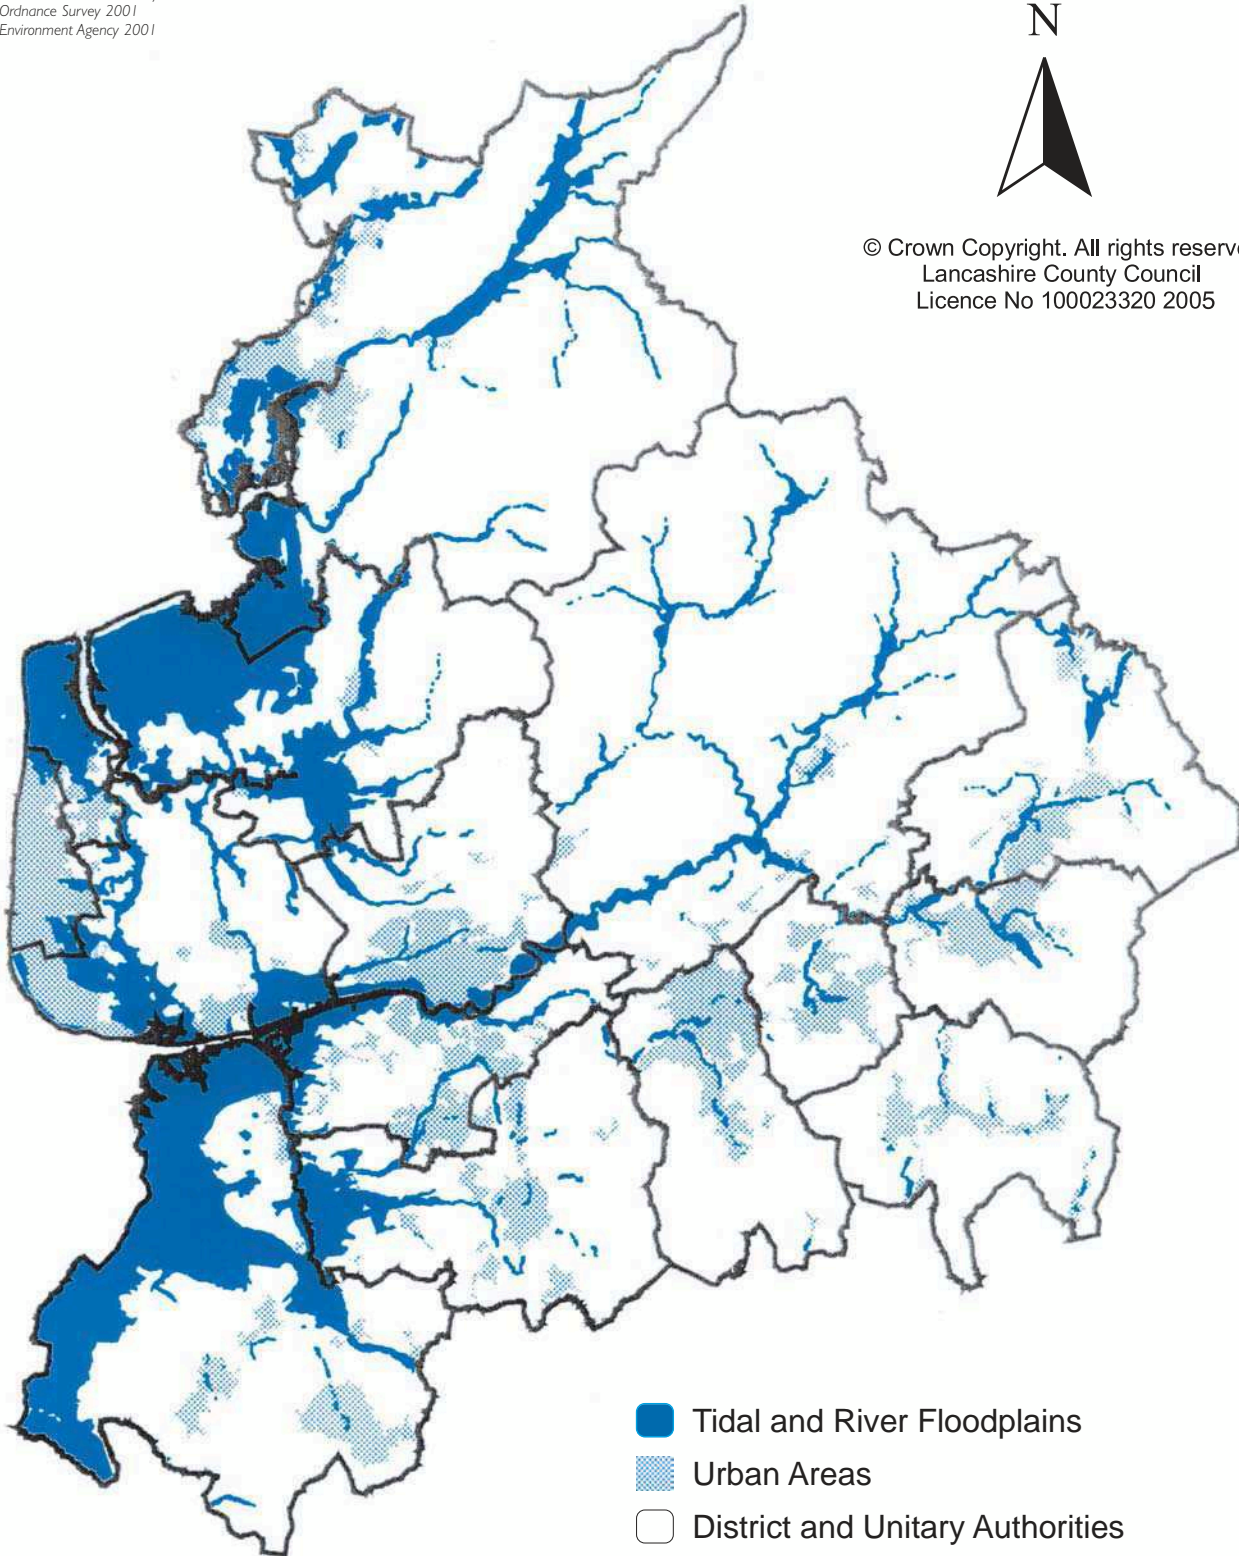 Ordnance Survey 2001
Environment Agency 2001
N
© Crown Copyright. All rights reserve
Lancashire County Council
Licence No 100023320 2005
Tidal and River Floodplains
Urban Areas
District and Unitary Authorities